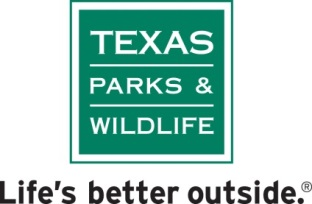 TEXAS
PARKS &
WILDLIFE
Life's better outside.®